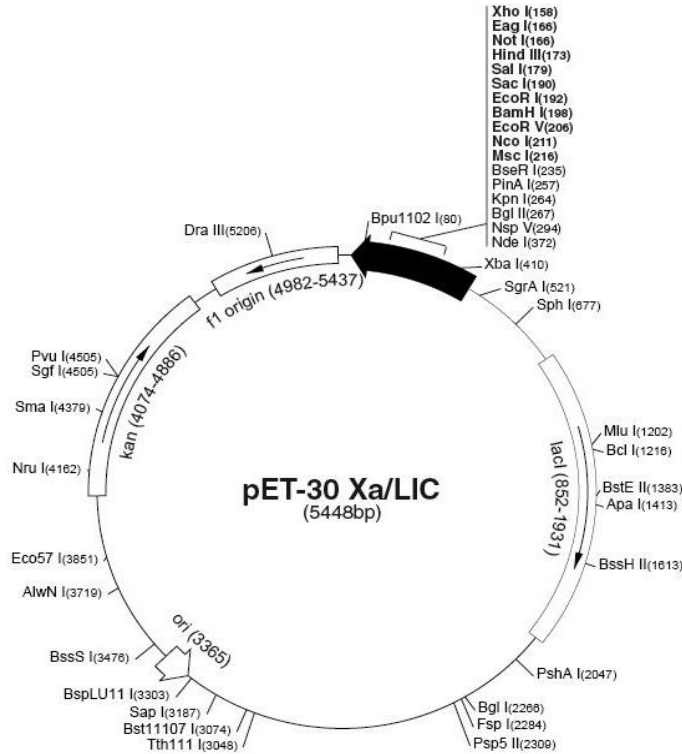 Xho I(158)
Eag I(166)
Not I(166)
Hind III(173)
Sal I(179)
Sac I(190)
EcoR I(192)
BamH I(198)
EcoR V(206)
Nco I(211)
Msc I(216)
BseR I(235)
PinA I(257)
Kpn I(264)
Bgl II(267)
Nsp V(294)
Nde I(372)
Bpu1102 I(80)
Dra III(5206)
Xba I(410)
SgrA I(521)
Sph I(677)
f1 origin (4982-5437)
Pvu I(4505)
Sgf I(4505)
Sma I(4379)
kan (4074-4886)
Nru I(4162)
Mlu I(1202)
Bcl I(1216)
BstE II(1383)
Apa I(1413)
lacI (852-1931)
BssH II(1613)
pET-30 Xa/LIC
(5448bp)
Eco57 I(3851)
AlwN I(3719)
ori (3365)
BssS I(3476)
PshA I(2047)
BspLU11 I(3303)
Sap I(3187)
Bst1107 I(3074)
Tth111 I(3048)
Bgl I(2266)
Fsp I(2284)
Psp5 II(2309)